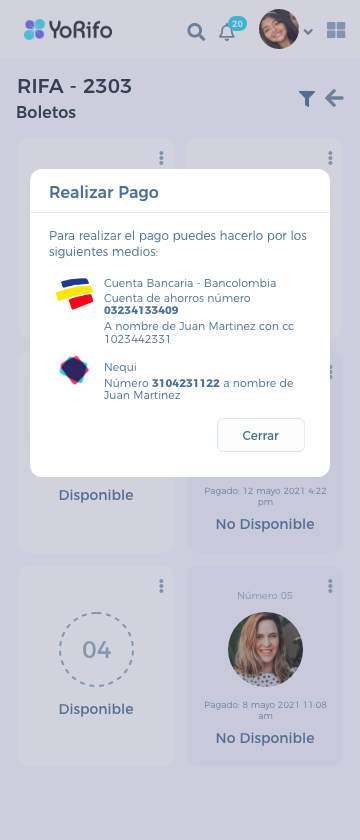 YoRifo
20
RIFA - 2303
Boletos
Realizar Pago
Para realizar el pago puedes hacerlo por los
siguientes medios:
Cuenta Bancaria - Bancolombia
Cuenta de ahorros número
03234133409
A nombre de Juan Martinez con cc
1023442331
Nequi
Número 3104231122 a nombre de
Juan Martinez
Cerrar
Disponible
Pagado: 12 mayo 2021 4:22
pm
No Disponible
04
Disponible
Número 05
Pagado: 8 mayo 2021 11:08
am
No Disponible